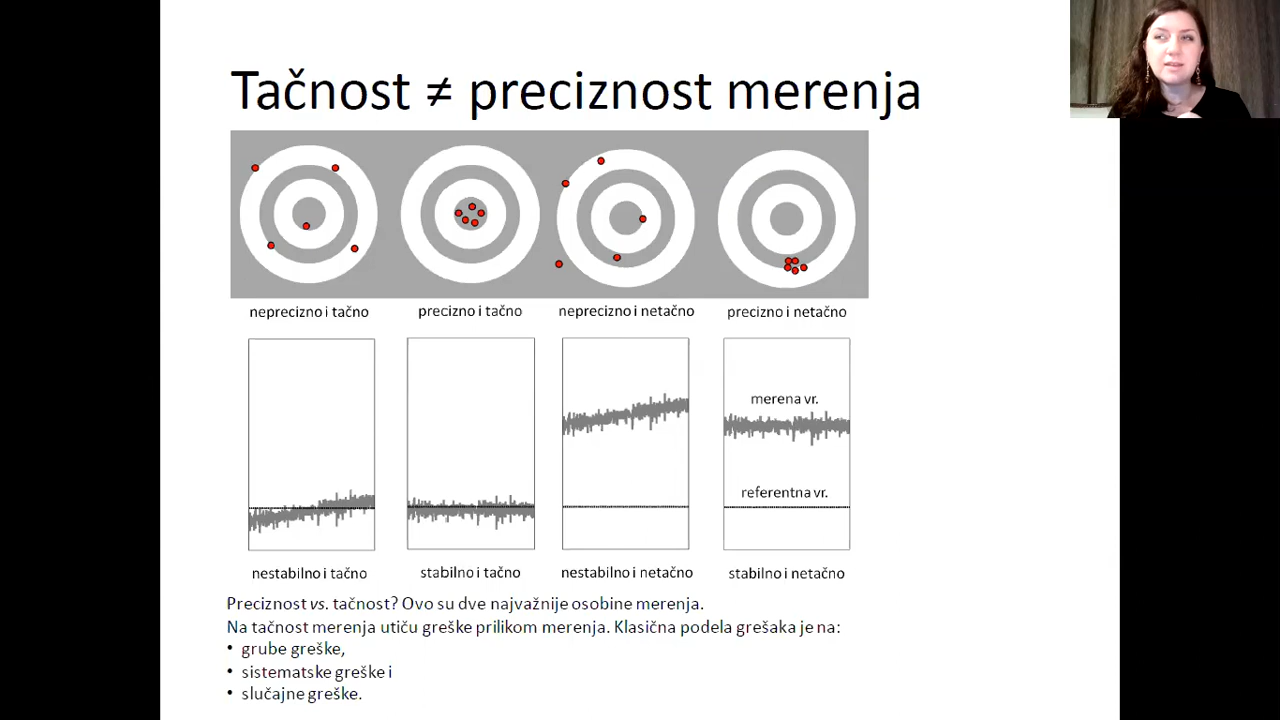 Tačnost ≠ preciznost merenja
neprecizno i tačno
precizno i tačno
neprecizno i netačno
precizno i netačno
merena vr.
referentna vr.
nestabilno i tačno
stabilno i tačno
nestabilno i netačno
stabilno i netačno
Preciznost vs. tačnost? Ovo su dve najvažnije osobine merenja.
Na tačnost merenja utiču greške prilikom merenja. Klasična podela grešaka je na:
• grube greške,
• sistematske greške i
• slučajne greške.